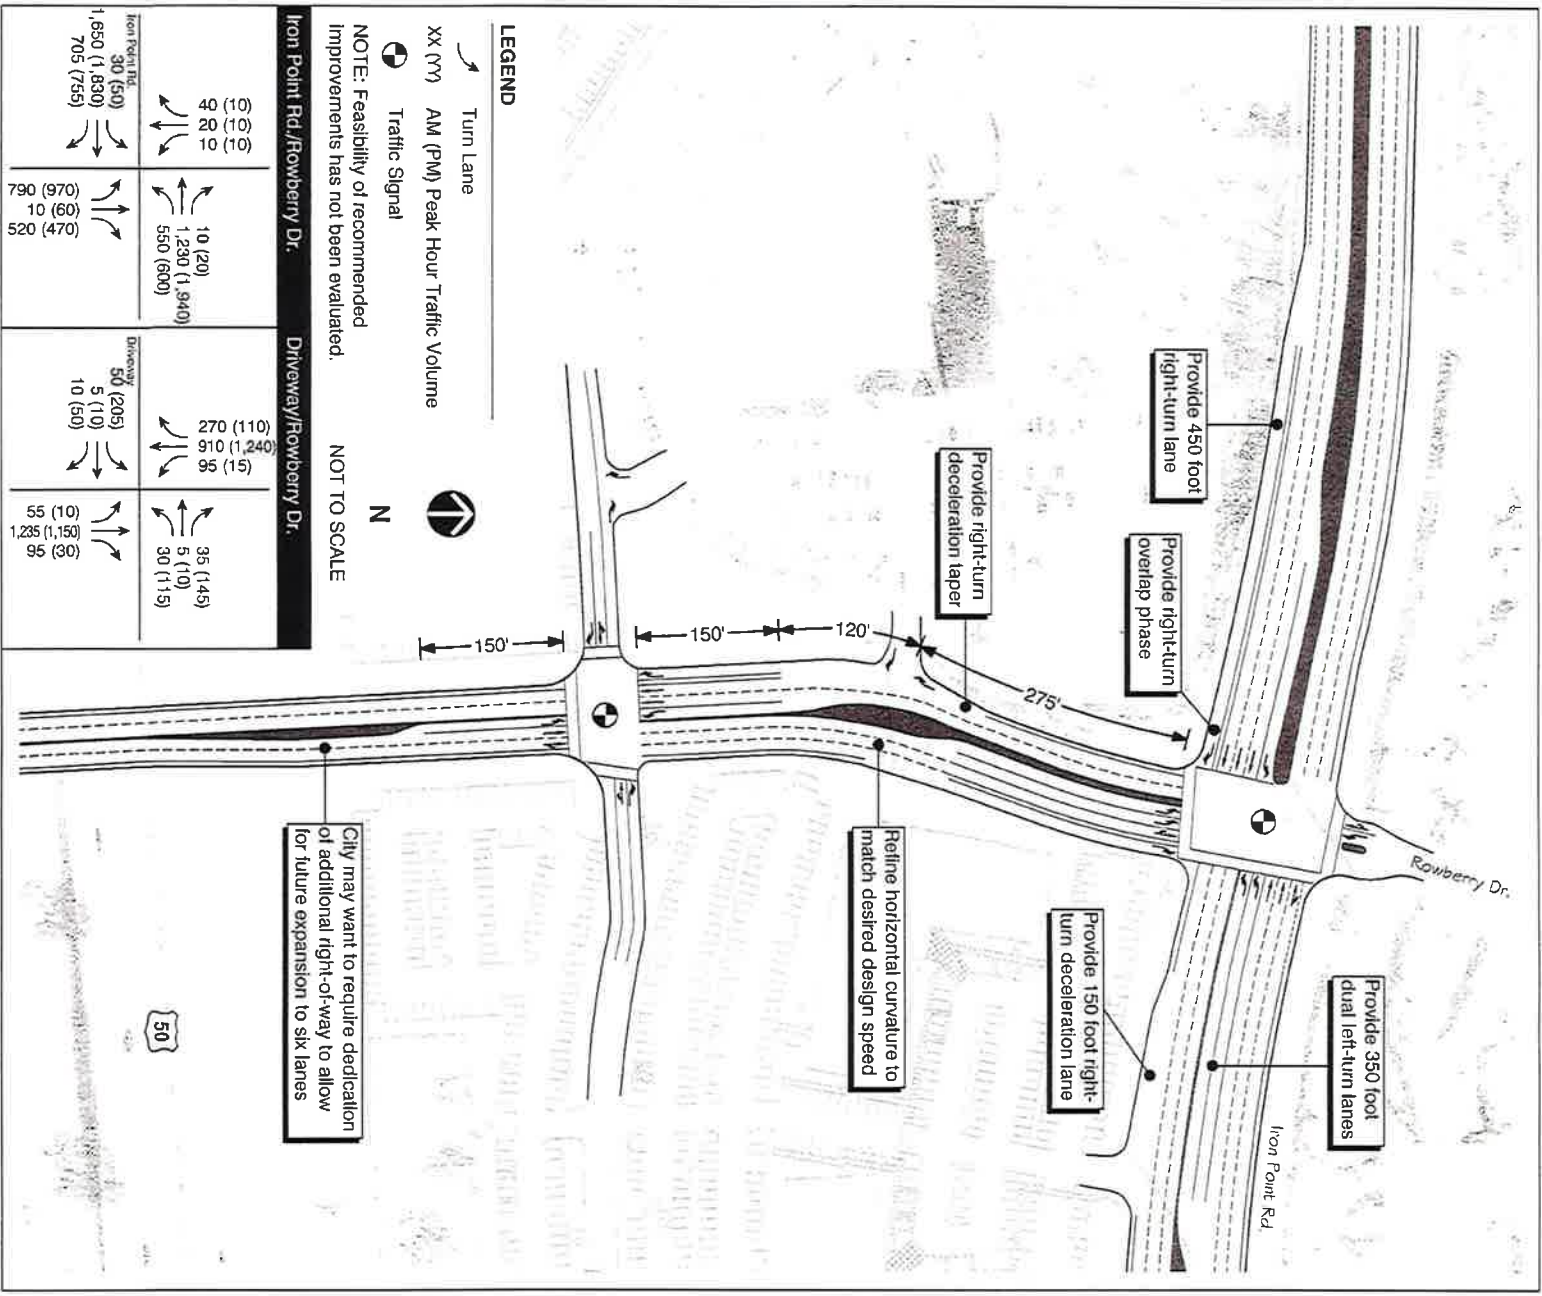 Provide 450 foot
right-turn lane
Provide right-turn
overlap phase
Provide 350 foot
dual left-turn lanes
Provide 150 foot right-
turn deceleration lane
Rowberry Dr.
Iron Point Rd.
Provide right-turn
deceleration taper
275'
120'
150'
150'
Refine horizontal curvature to
match desired design speed
City may want to require dedication
of additional right-of-way to allow
for future expansion to six lanes
50
LEGEND
Turn Lane
XX (YY) AM (PM) Peak Hour Traffic Volume
Traffic Signal
NOTE: Feasibility of recommended
improvements has not been evaluated.
NOT TO SCALE
N
Iron Point Rd./Rowberry Dr.
40 (10)
20 (10)
10 (10)
10 (20)
1,230 (1,940)
550 (600)
Iron Point Rd.
30 (50)
1,650 (1,830)
705 (755)
790 (970)
10 (60)
520 (470)
Driveway/Rowberry Dr.
270 (110)
910 (1,240)
95 (15)
35 (145)
5 (10)
30 (115)
Driveway
50 (205)
5 (10)
10 (50)
55 (10)
1,235 (1,150)
95 (30)